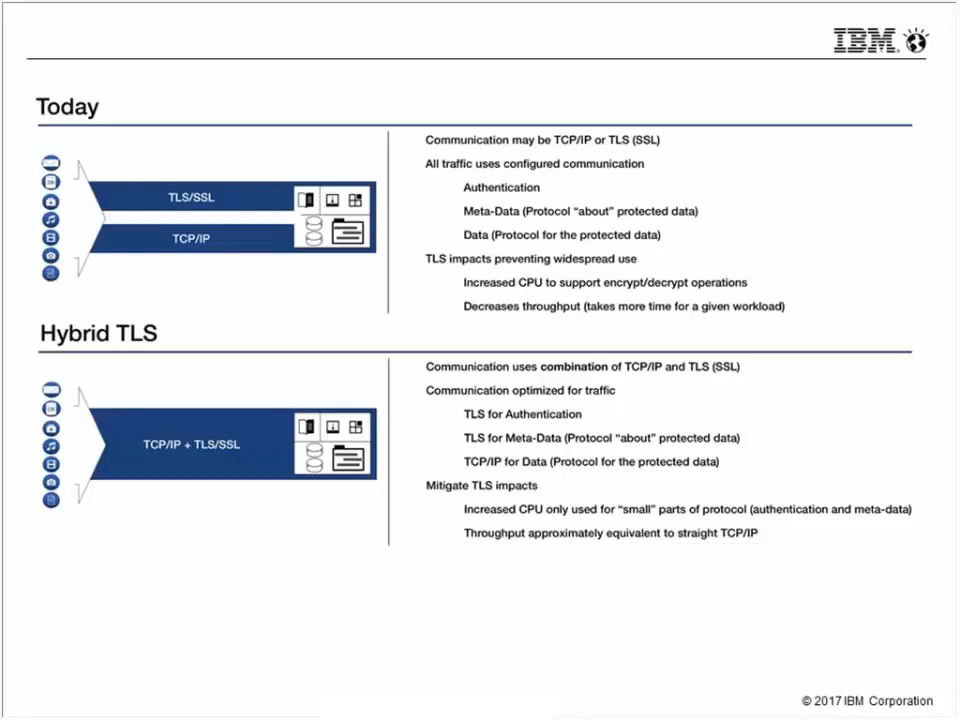 IBM
Today
TLS/SSL
TCP/IP
Communication may be TCP/IP or TLS (SSL)
All traffic uses configured communication
Authentication
Meta-Data (Protocol “about” protected data)
Data (Protocol for the protected data)
TLS impacts preventing widespread use
Increased CPU to support encrypt/decrypt operations
Decreases throughput (takes more time for a given workload)
Hybrid TLS
TCP/IP + TLS/SSL
Communication uses combination of TCP/IP and TLS (SSL)
Communication optimized for traffic
TLS for Authentication
TLS for Meta-Data (Protocol “about” protected data)
TCP/IP for Data (Protocol for the protected data)
Mitigate TLS impacts
Increased CPU only used for “small” parts of protocol (authentication and meta-data)
Throughput approximately equivalent to straight TCP/IP
© 2017 IBM Corporation